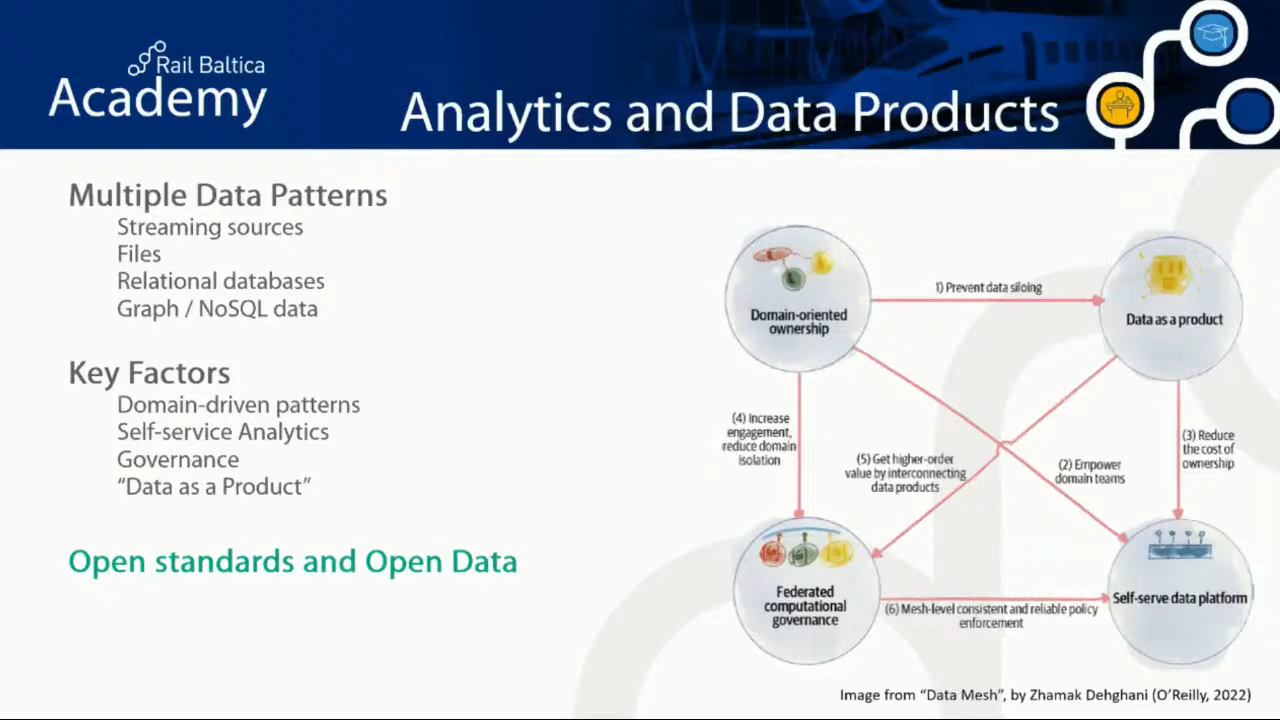 Rail Baltica
Academy
Analytics and Data Products
Multiple Data Patterns
Streaming sources
Files
Relational databases
Graph / NoSQL data
Key Factors
Domain-driven patterns
Self-service Analytics
Governance
“Data as a Product”
Open standards and Open Data
Domain-oriented
ownership
1) Prevent data siloing
Data as a product
(4) Increase
engagement,
reduce domain
isolation
(5) Get higher-order
value by interconnecting
data products
(2) Empower
domain teams
(3) Reduce
the cost of
ownership
Federated
computational
governance
(6) Mesh-level consistent and reliable policy
enforcement
Self-serve data platform
Image from “Data Mesh”, by Zhamak Dehghani (O’Reilly, 2022)